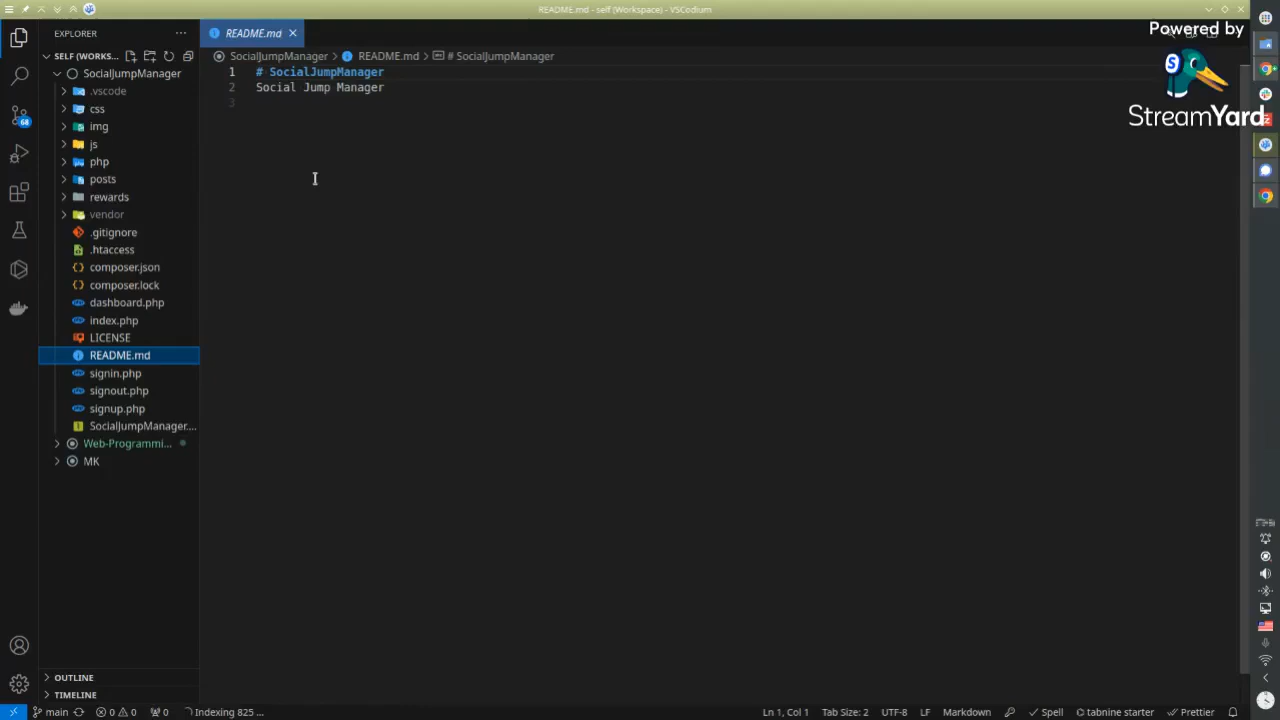 README.md - self (Workspace) - VSCodium
Powered by
StreamYard
EXPLORER
README.md
SELF (WORKS...
SocialJumpManager > README.md > # SocialJumpManager
SocialJumpManager
.vscode
css
img
js
php
posts
rewards
vendor
.gitignore
.htaccess
composer.json
composer.lock
dashboard.php
index.php
LICENSE
README.md
signin.php
signout.php
signup.php
SocialJumpManager....
Web-Programmi...
MK
1 # SocialJumpManager
2 Social Jump Manager
3
68
OUTLINE
TIMELINE
main 0 0 0 Indexing 825 ... Ln 1, Col 1 Tab Size: 2 UTF-8 LF Markdown Spell tabnine starter Prettier